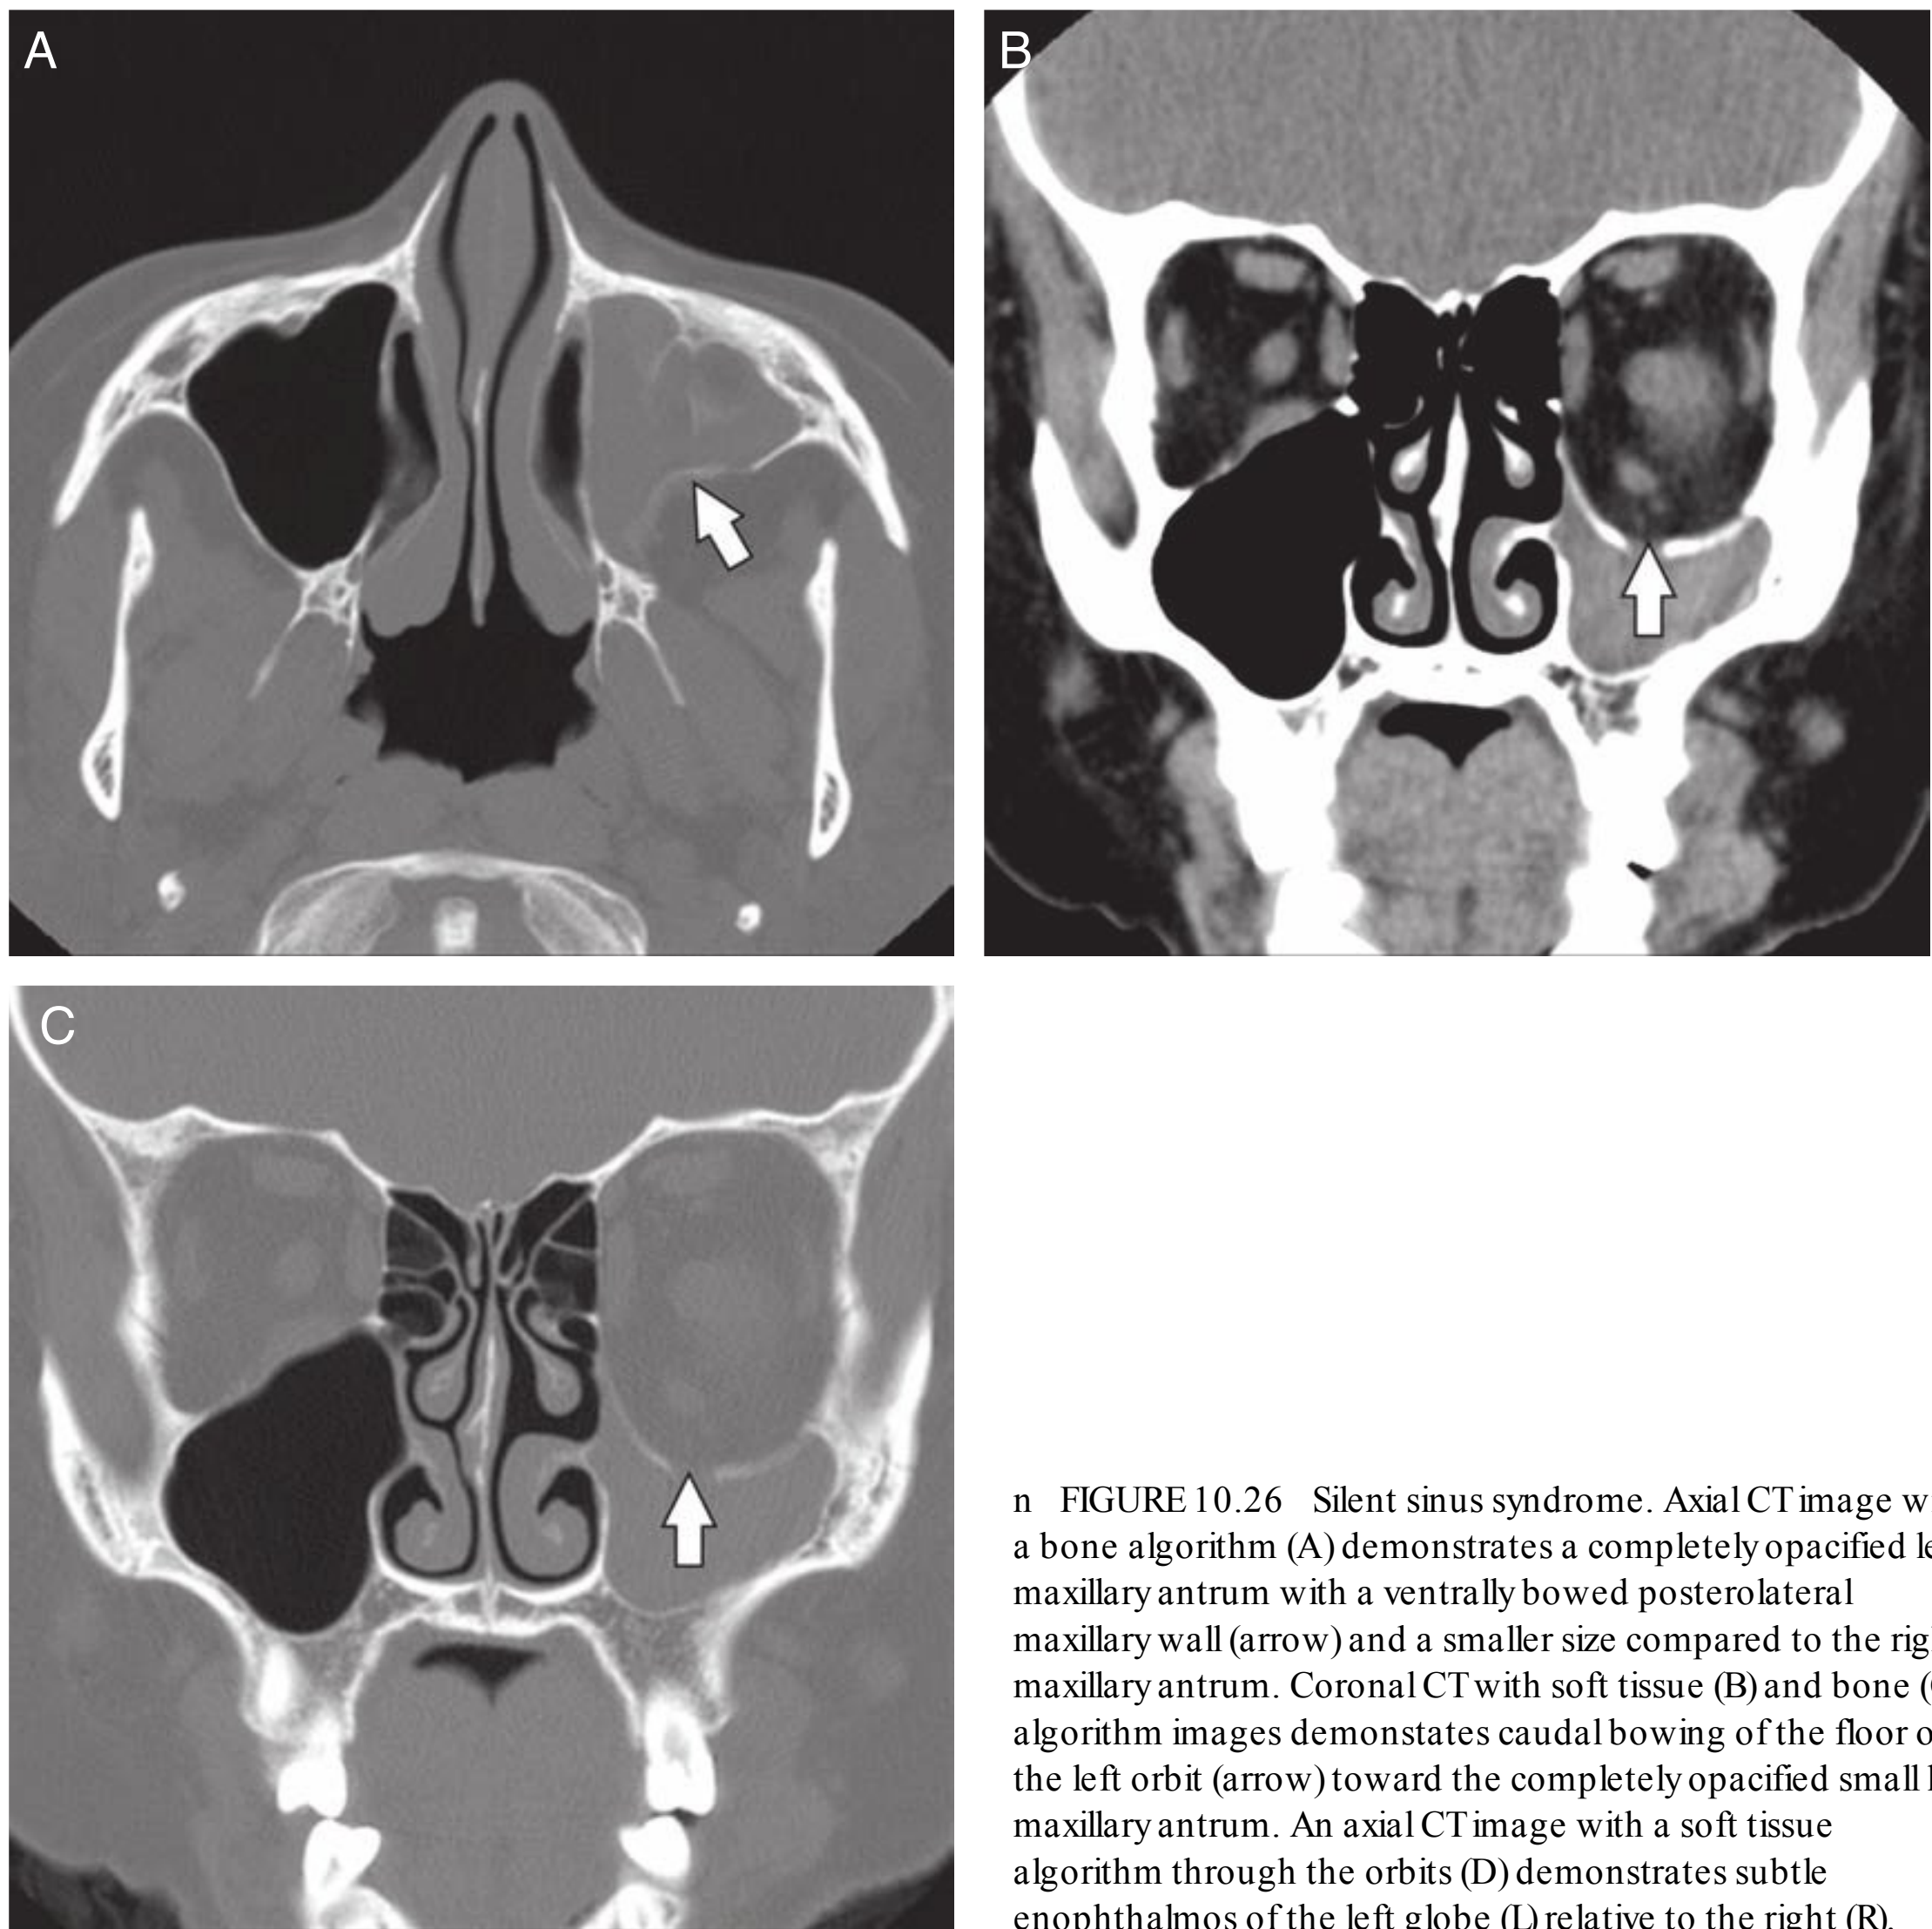 A
B
C
n FIGURE 10.26 Silent sinus syndrome. Axial CT image
a bone algorithm (A) demonstrates a completely opacified
maxillary antrum with a ventrally bowed posterolateral
maxillary wall (arrow) and a smaller size compared to the
maxillary antrum. Coronal CT with soft tissue (B) and bone
algorithm images demonstates caudal bowing of the floor
the left orbit (arrow) toward the completely opacified small
maxillary antrum. An axial CT image with a soft tissue
algorithm through the orbits (D) demonstrates subtle
enophthalmos of the left globe (L) relative to the right (R).